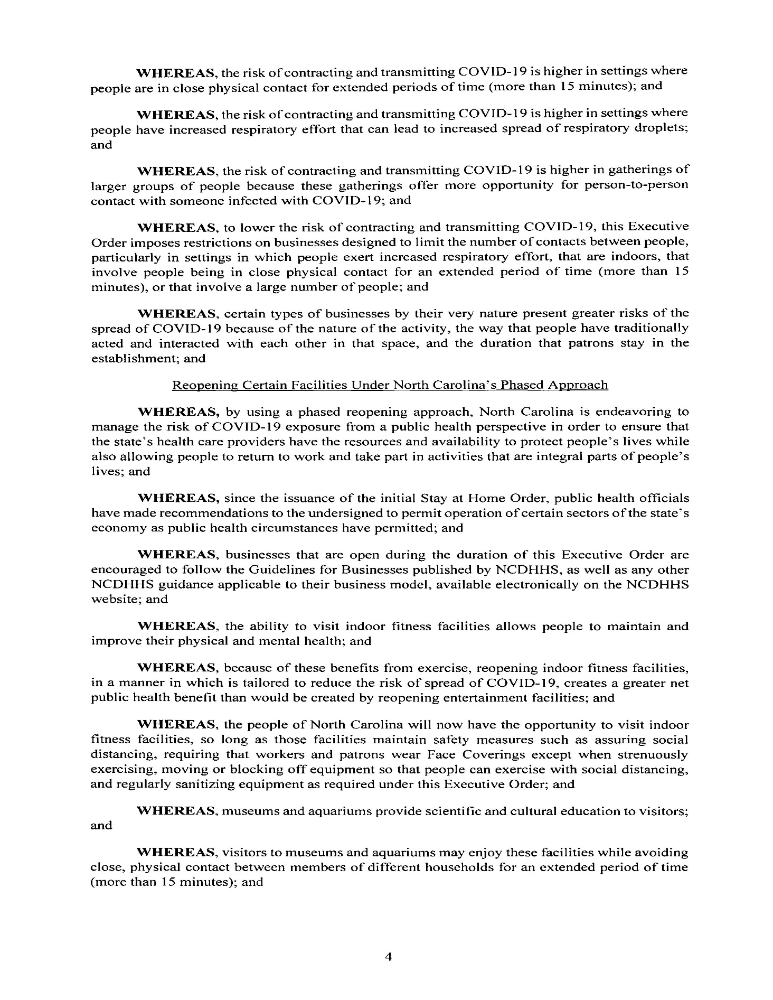 WHEREAS, the risk of contracting and transmitting COVID-19 is higher in settings where
people are in close physical contact for extended periods of time (more than 15 minutes); and
WHEREAS, the risk of contracting and transmitting COVID-19 is higher in settings where
people have increased respiratory effort that can lead to increased spread of respiratory droplets;
and
WHEREAS, the risk of contracting and transmitting COVID-19 is higher in gatherings of
larger groups of people because these gatherings offer more opportunity for person-to-person
contact with someone infected with COVID-19; and
WHEREAS, to lower the risk of contracting and transmitting COVID-19, this Executive
Order imposes restrictions on businesses designed to limit the number of contacts between people,
particularly in settings in which people exert increased respiratory effort, that are indoors, that
involve people being in close physical contact for an extended period of time (more than 15
minutes), or that involve a large number of people; and
WHEREAS, certain types of businesses by their very nature present greater risks of the
spread of COVID-19 because of the nature of the activity, the way that people have traditionally
acted and interacted with each other in that space, and the duration that patrons stay in the
establishment; and
Reopening Certain Facilities Under North Carolina's Phased Approach
WHEREAS, by using a phased reopening approach, North Carolina is endeavoring to
manage the risk of COVID-19 exposure from a public health perspective in order to ensure that
the state's health care providers have the resources and availability to protect people's lives while
also allowing people to return to work and take part in activities that are integral parts of people's
lives; and
WHEREAS, since the issuance of the initial Stay at Home Order, public health officials
have made recommendations to the undersigned to permit operation of certain sectors of the state's
economy as public health circumstances have permitted; and
WHEREAS, businesses that are open during the duration of this Executive Order are
encouraged to follow the Guidelines for Businesses published by NCDHHS, as well as any other
NCDHHS guidance applicable to their business model, available electronically on the NCDHHS
website; and
WHEREAS, the ability to visit indoor fitness facilities allows people to maintain and
improve their physical and mental health; and
WHEREAS, because of these benefits from exercise, reopening indoor fitness facilities,
in a manner in which is tailored to reduce the risk of spread of COVID-19, creates a greater net
public health benefit than would be created by reopening entertainment facilities; and
WHEREAS, the people of North Carolina will now have the opportunity to visit indoor
fitness facilities, so long as those facilities maintain safety measures such as assuring social
distancing, requiring that workers and patrons wear Face Coverings except when strenuously
exercising, moving or blocking off equipment so that people can exercise with social distancing,
and regularly sanitizing equipment as required under this Executive Order; and
WHEREAS, museums and aquariums provide scientific and cultural education to visitors;
and
WHEREAS, visitors to museums and aquariums may enjoy these facilities while avoiding
close, physical contact between members of different households for an extended period of time
(more than 15 minutes); and
4